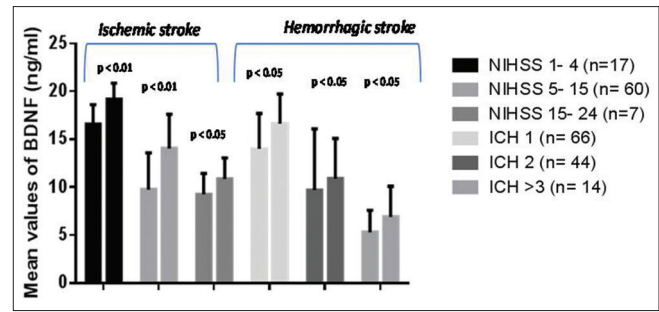 Ischemic stroke
Hemorrhagic stroke
Mean values of BDNF (ng/ml)
25
20
15
10
5
0
p < 0.01
p < 0.01
p < 0.05
p < 0.05
p < 0.05
p < 0.05
NIHSS 1- 4 (n=17)
NIHSS 5- 15 (n= 60)
NIHSS 15- 24 (n=7)
ICH 1 (n= 66)
ICH 2 (n= 44)
ICH >3 (n= 14)